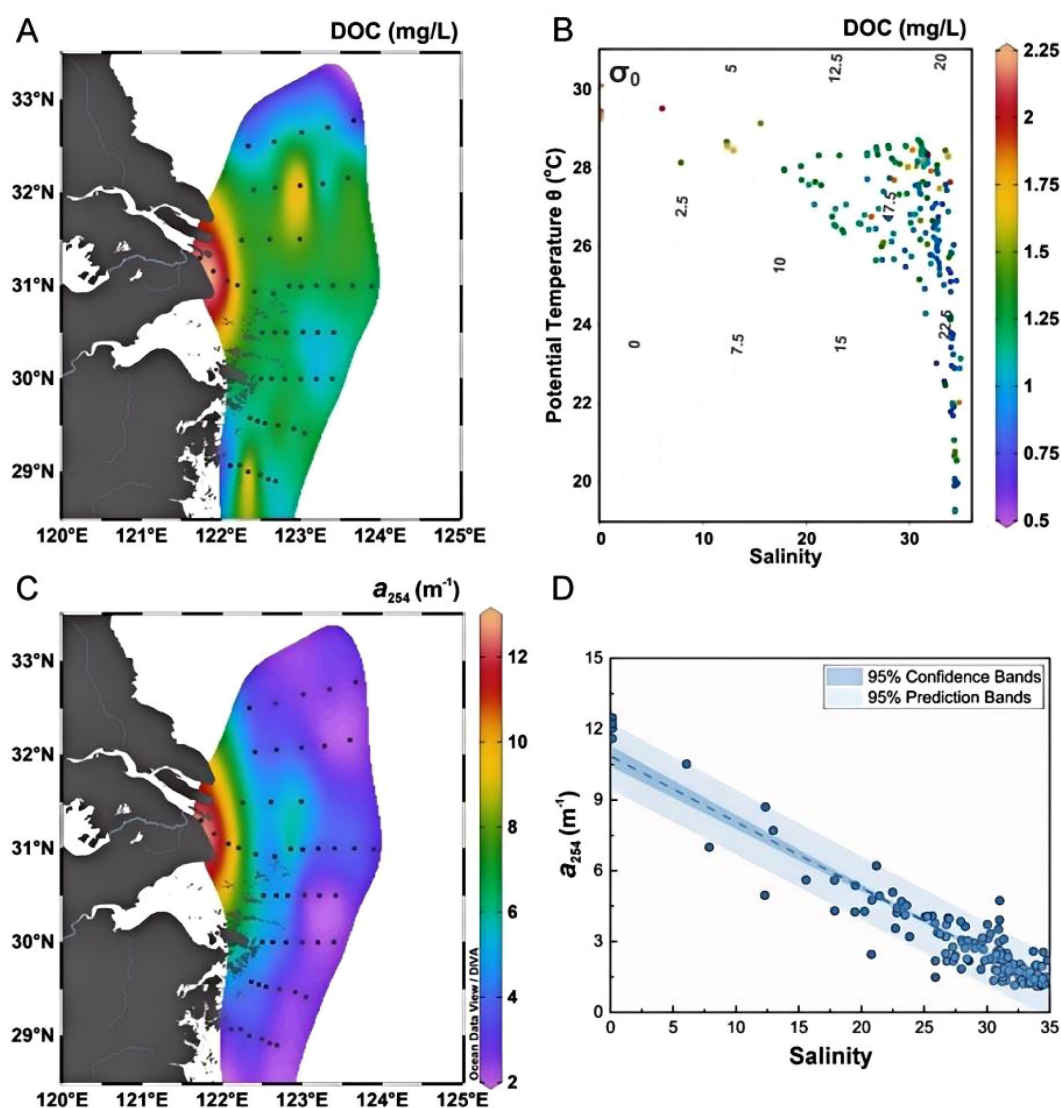 A
DOC (mg/L)
33°N
32°N
31°N
30°N
29°N
120°E 121°E 122°E 123°E 124°E 125°E
B
DOC (mg/L)
σ0
5
12.5
20
2.5
17.5
10
0
7.5
15
22.5
30
28
26
24
22
20
Potential Temperature θ (°C)
0 10 20 30
Salinity
2.25
2
1.75
1.5
1.25
1
0.75
0.5
C
a254 (m-1)
33°N
32°N
31°N
30°N
29°N
120°E 121°E 122°E 123°E 124°E 125°E
12
10
8
6
4
2
Ocean Data View / DIVA
D
95% Confidence Bands
95% Prediction Bands
15
12
9
6
3
0
a254 (m-1)
0 5 10 15 20 25 30 35
Salinity